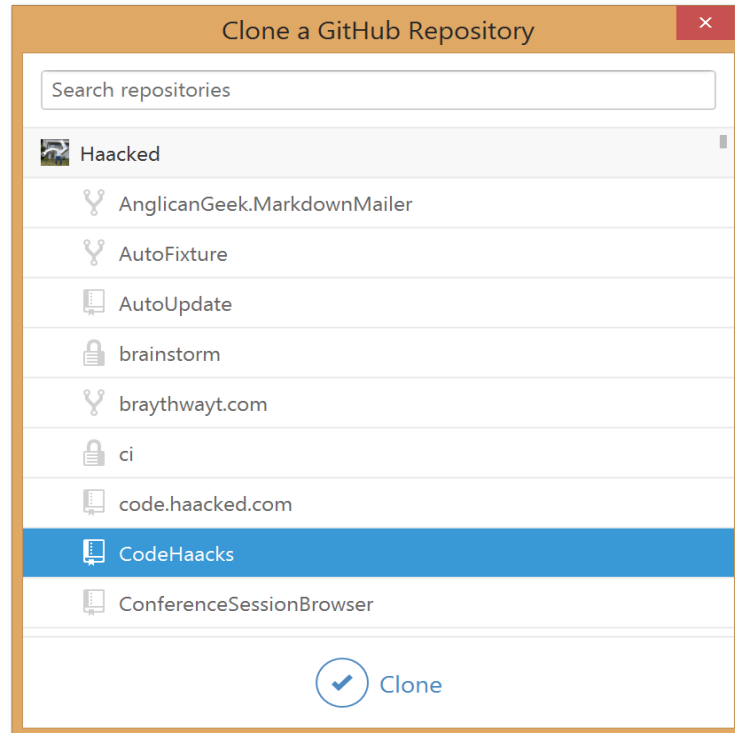 Clone a GitHub Repository
Search repositories
Haacked
AnglicanGeek.MarkdownMailer
AutoFixture
AutoUpdate
brainstorm
braythwayt.com
ci
code.haacked.com
CodeHaacks
ConferenceSessionBrowser
Clone